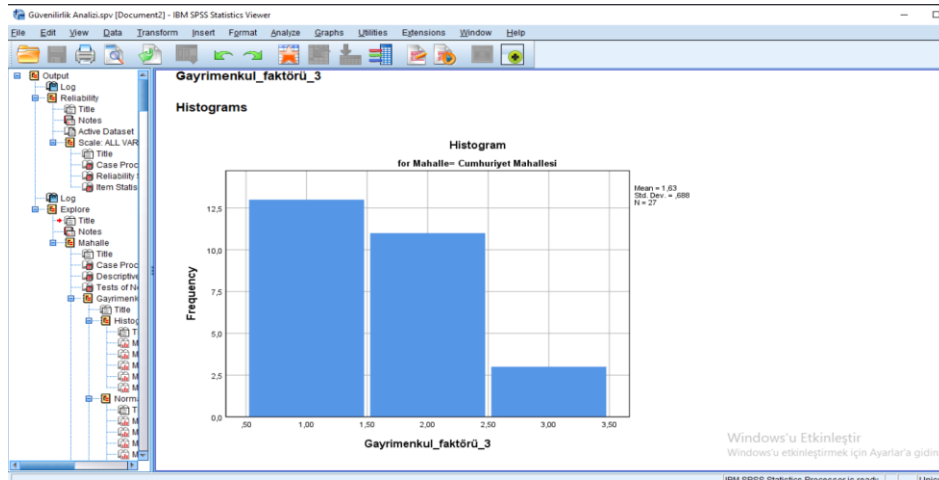 Güvenilirlik Analizi.spv [Document2] - IBM SPSS Statistics Viewer
File Edit View Data Transform Insert Format Analyze Graphs Utilities Extensions Window Help
Output
Log
Reliability
Title
Notes
Active Dataset
Scale: ALL VAR
Title
Case Proc
Reliability
Item Statis
Log
Explore
Title
Notes
Mahalle
Title
Case Proc
Descriptive
Tests of N
Gayrimenk
Title
Histog
T
M
M
M
M
M
Norma
T
M
M
M
M
Gayrimenkul_faktörü_3
Histograms
Histogram
for Mahalle= Cumhuriyet Mahallesi
Mean = 1,63
Std. Dev. = ,688
N = 27
Frequency
12,5
10,0
7,5
5,0
2,5
0,0
,50 1,00 1,50 2,00 2,50 3,00 3,50
Gayrimenkul_faktörü_3
Windows'u Etkinleştir
Windows'u etkinleştirmek için Ayarlar'a gidin
IBM SPSS Statistics Processor is ready Unic